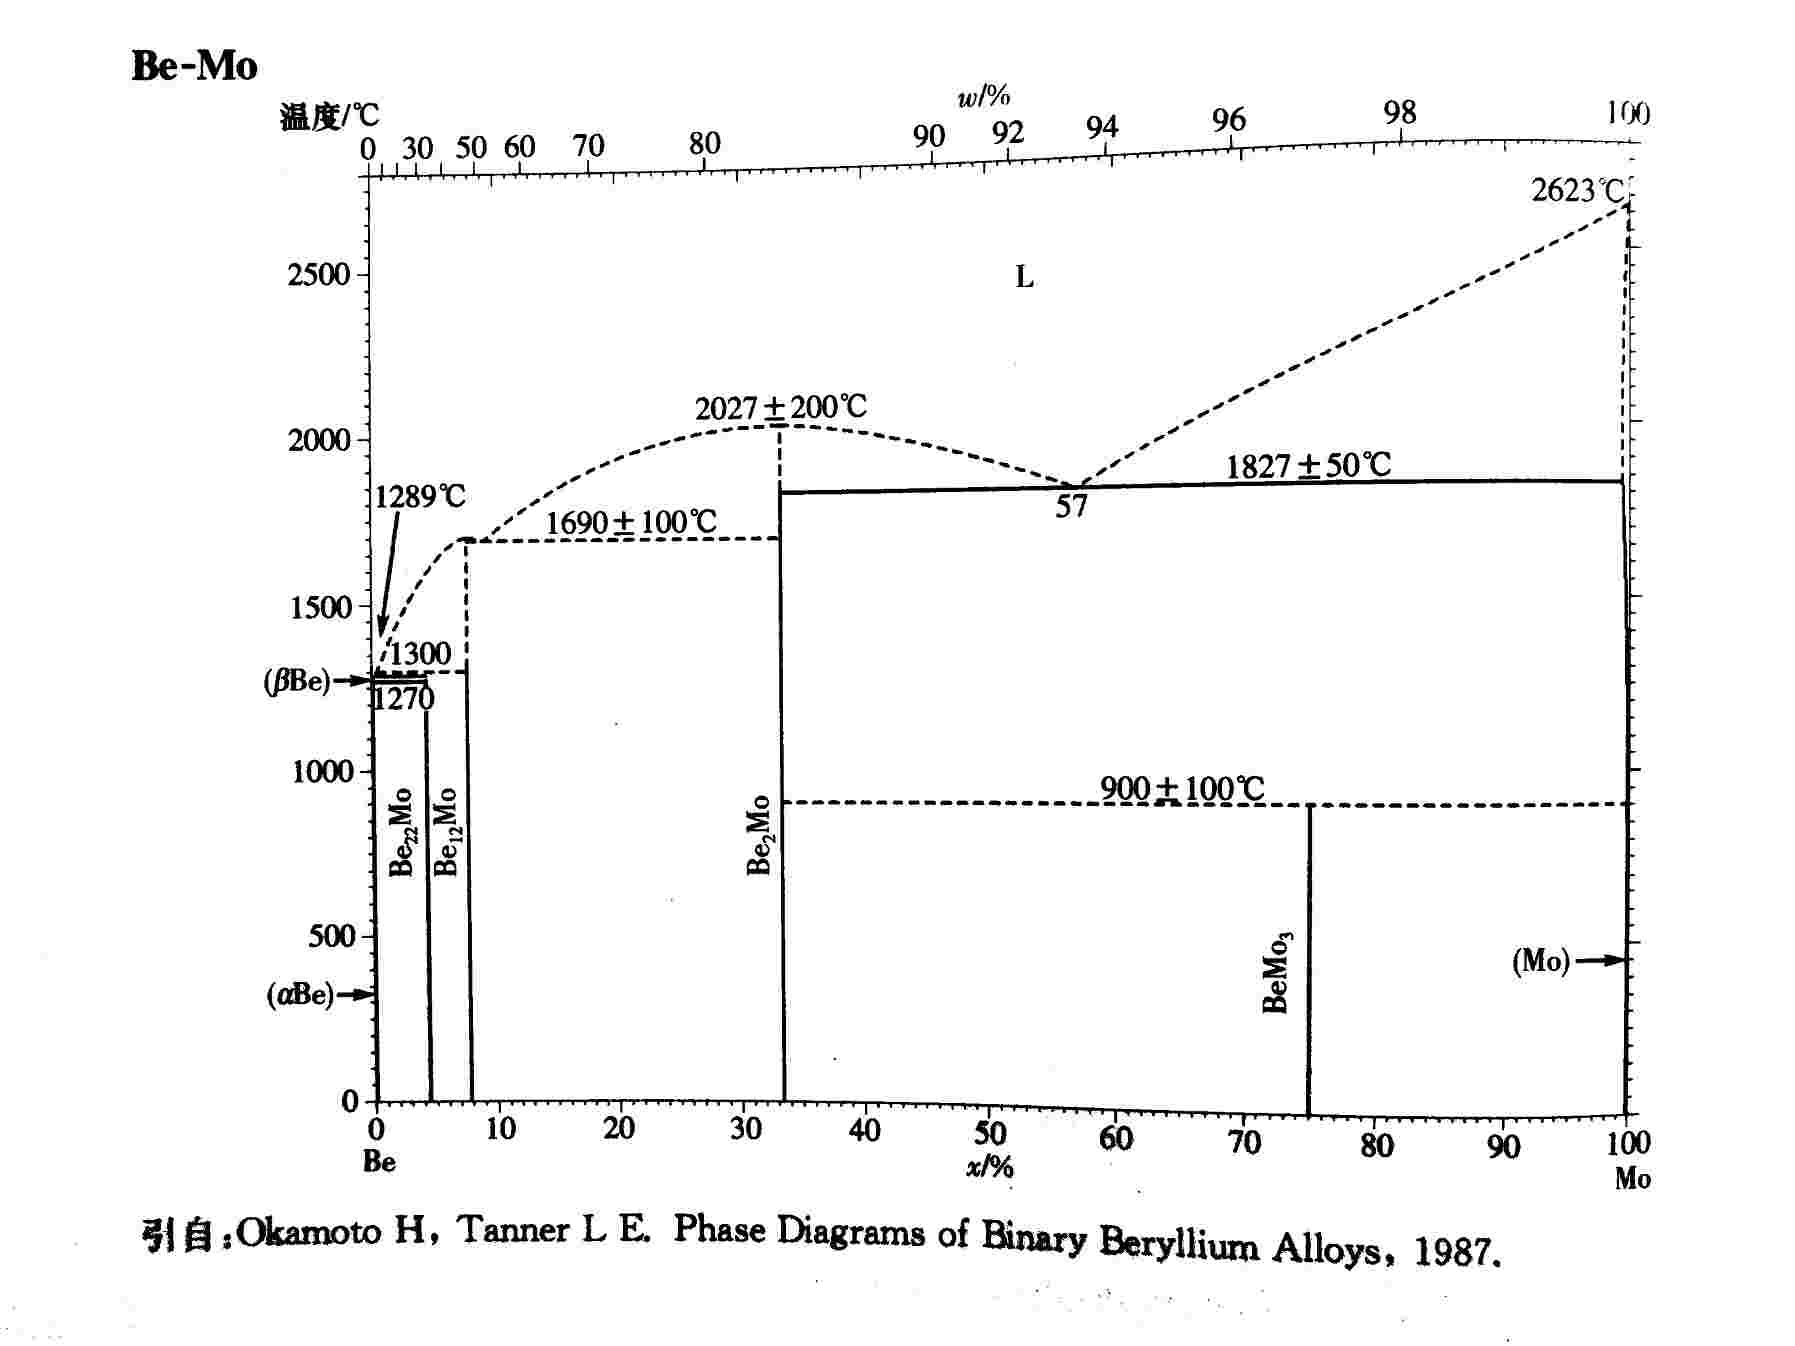 Be-Mo
温度/℃
w/%
0 30 50 60 70 80 90 92 94 96 98 100
2623℃
2500
L
2027±200℃
2000
1827±50℃
1289℃
57
1690±100℃
1500
1300
(βBe)
1270
1000
900±100℃
Be₂₂Mo
Be₁₂Mo
Be₂Mo
BeMo₃
500
(Mo)
(αBe)
0
0 10 20 30 40 50 60 70 80 90 100
Be
x/%
Mo
引自:Okamoto H, Tanner L E. Phase Diagrams of Binary Beryllium Alloys, 1987.